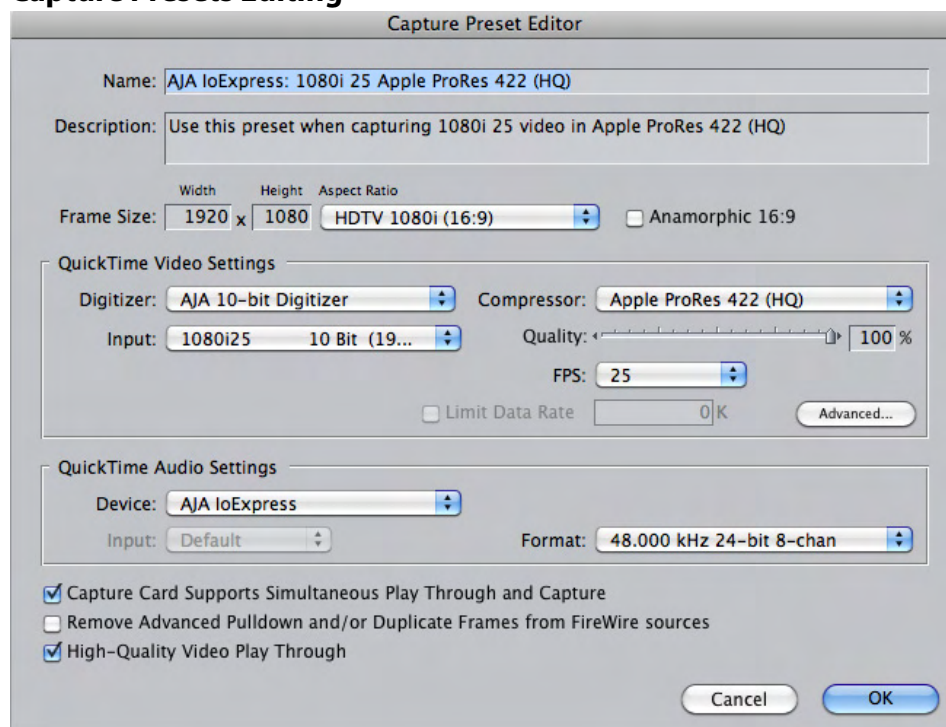 Capture Presets Editing
Capture Preset Editor
Name: AJA IoExpress: 1080i 25 Apple ProRes 422 (HQ)
Description: Use this preset when capturing 1080i 25 video in Apple ProRes 422 (HQ)
Width Height Aspect Ratio
Frame Size: 1920 x 1080 HDTV 1080i (16:9) Anamorphic 16:9
QuickTime Video Settings
Digitizer: AJA 10-bit Digitizer Compressor: Apple ProRes 422 (HQ)
Input: 1080i25 10 Bit (19... Quality: 100 %
FPS: 25
Limit Data Rate 0 K Advanced...
QuickTime Audio Settings
Device: AJA IoExpress
Input: Default Format: 48.000 kHz 24-bit 8-chan
Capture Card Supports Simultaneous Play Through and Capture
Remove Advanced Pulldown and/or Duplicate Frames from FireWire sources
High-Quality Video Play Through
Cancel OK